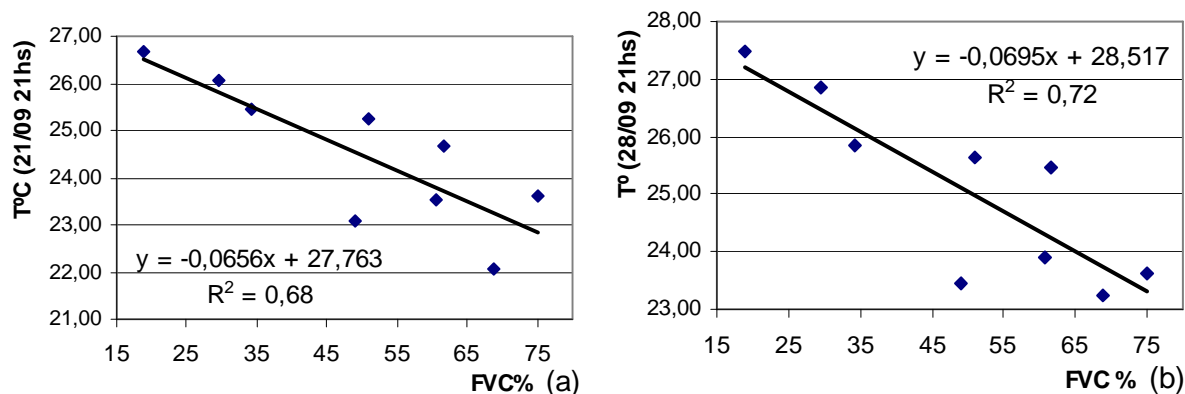 TºC (21/09 21hs)
27,00
26,00
25,00
24,00
23,00
22,00
21,00
y = -0,0656x + 27,763
R² = 0,68
15 25 35 45 55 65 75
FVC% (a)
Tº (28/09 21hs)
28,00
27,00
26,00
25,00
24,00
23,00
y = -0,0695x + 28,517
R² = 0,72
15 25 35 45 55 65 75
FVC % (b)